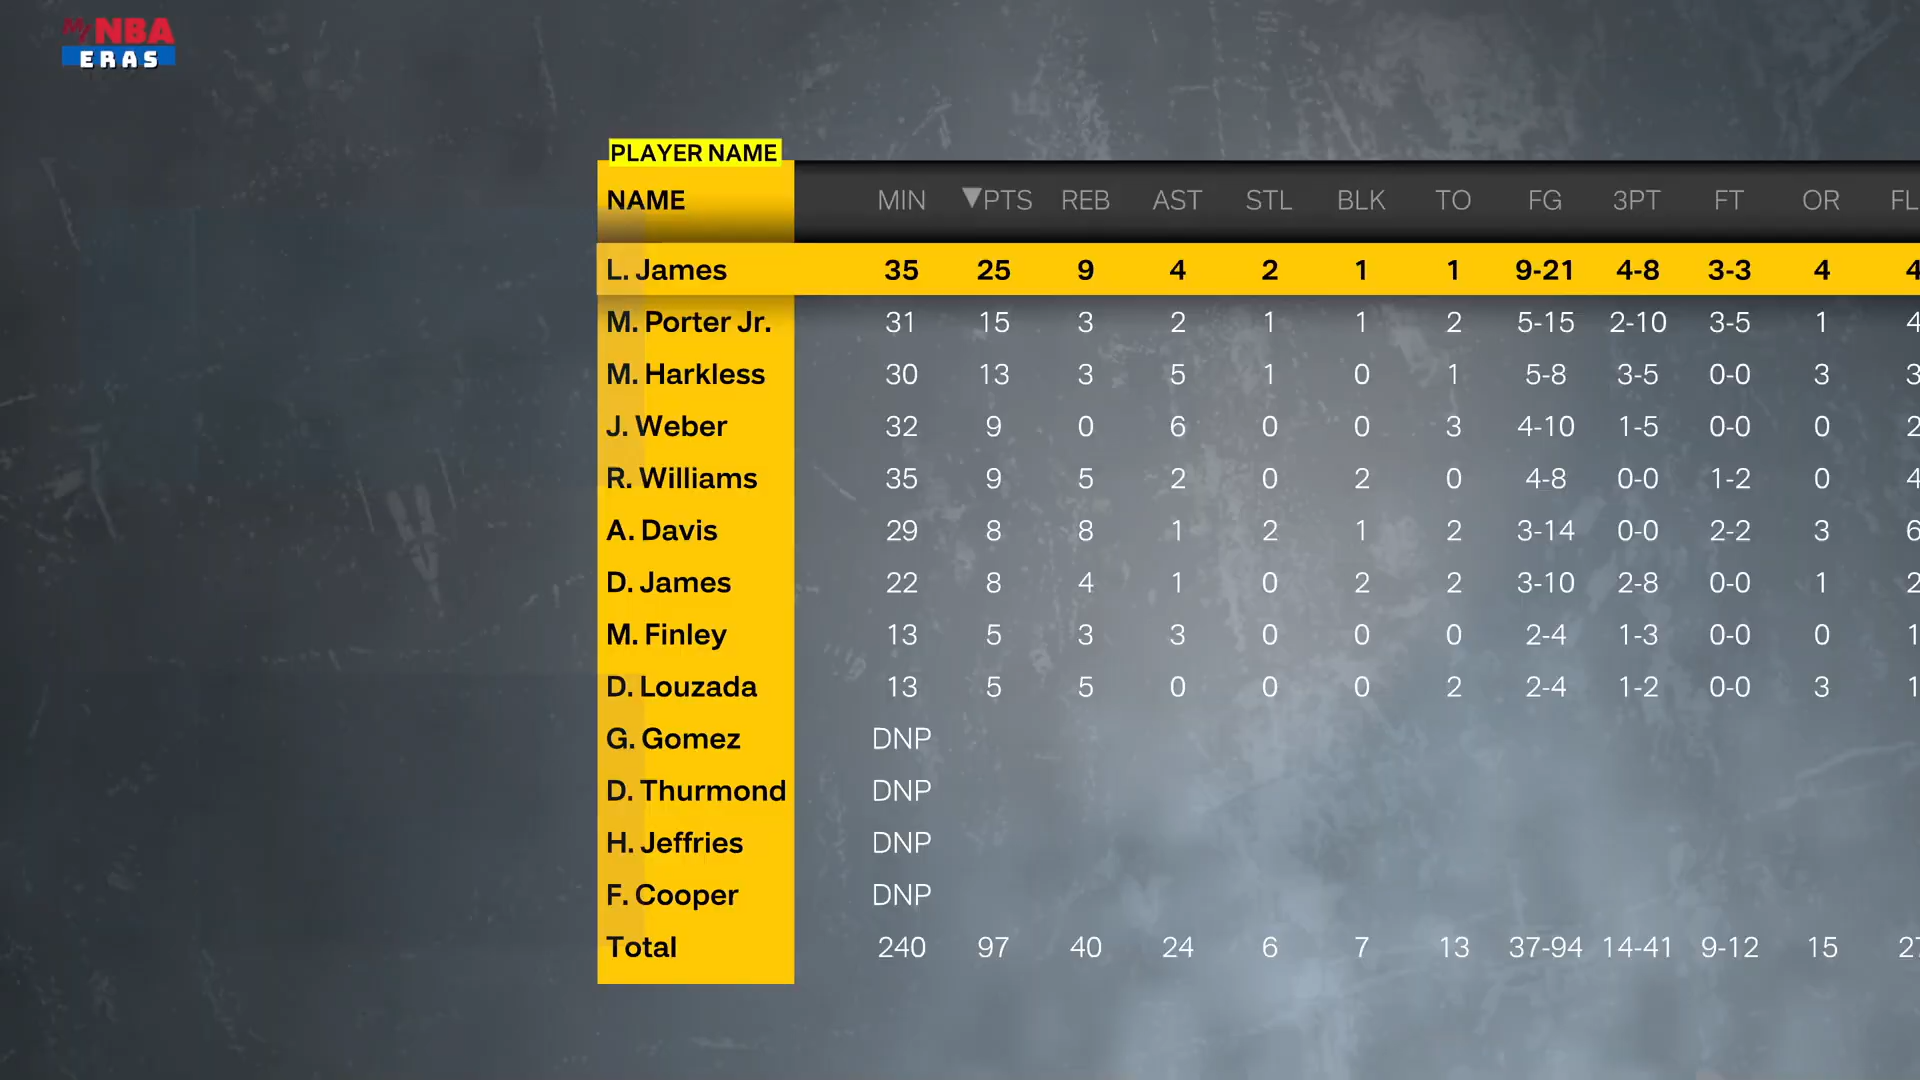 My NBA
ERAS
PLAYER NAME
NAME MIN ▼PTS REB AST STL BLK TO FG 3PT FT OR FL
L. James 35 25 9 4 2 1 1 9-21 4-8 3-3 4 4
M. Porter Jr. 31 15 3 2 1 1 2 5-15 2-10 3-5 1 4
M. Harkless 30 13 3 5 1 0 1 5-8 3-5 0-0 3 3
J. Weber 32 9 0 6 0 0 3 4-10 1-5 0-0 0 2
R. Williams 35 9 5 2 0 2 0 4-8 0-0 1-2 0 4
A. Davis 29 8 8 1 2 1 2 3-14 0-0 2-2 3 6
D. James 22 8 4 1 0 2 2 3-10 2-8 0-0 1 2
M. Finley 13 5 3 3 0 0 0 2-4 1-3 0-0 0 1
D. Louzada 13 5 5 0 0 0 2 2-4 1-2 0-0 3 1
G. Gomez DNP
D. Thurmond DNP
H. Jeffries DNP
F. Cooper DNP
Total 240 97 40 24 6 7 13 37-94 14-41 9-12 15 27